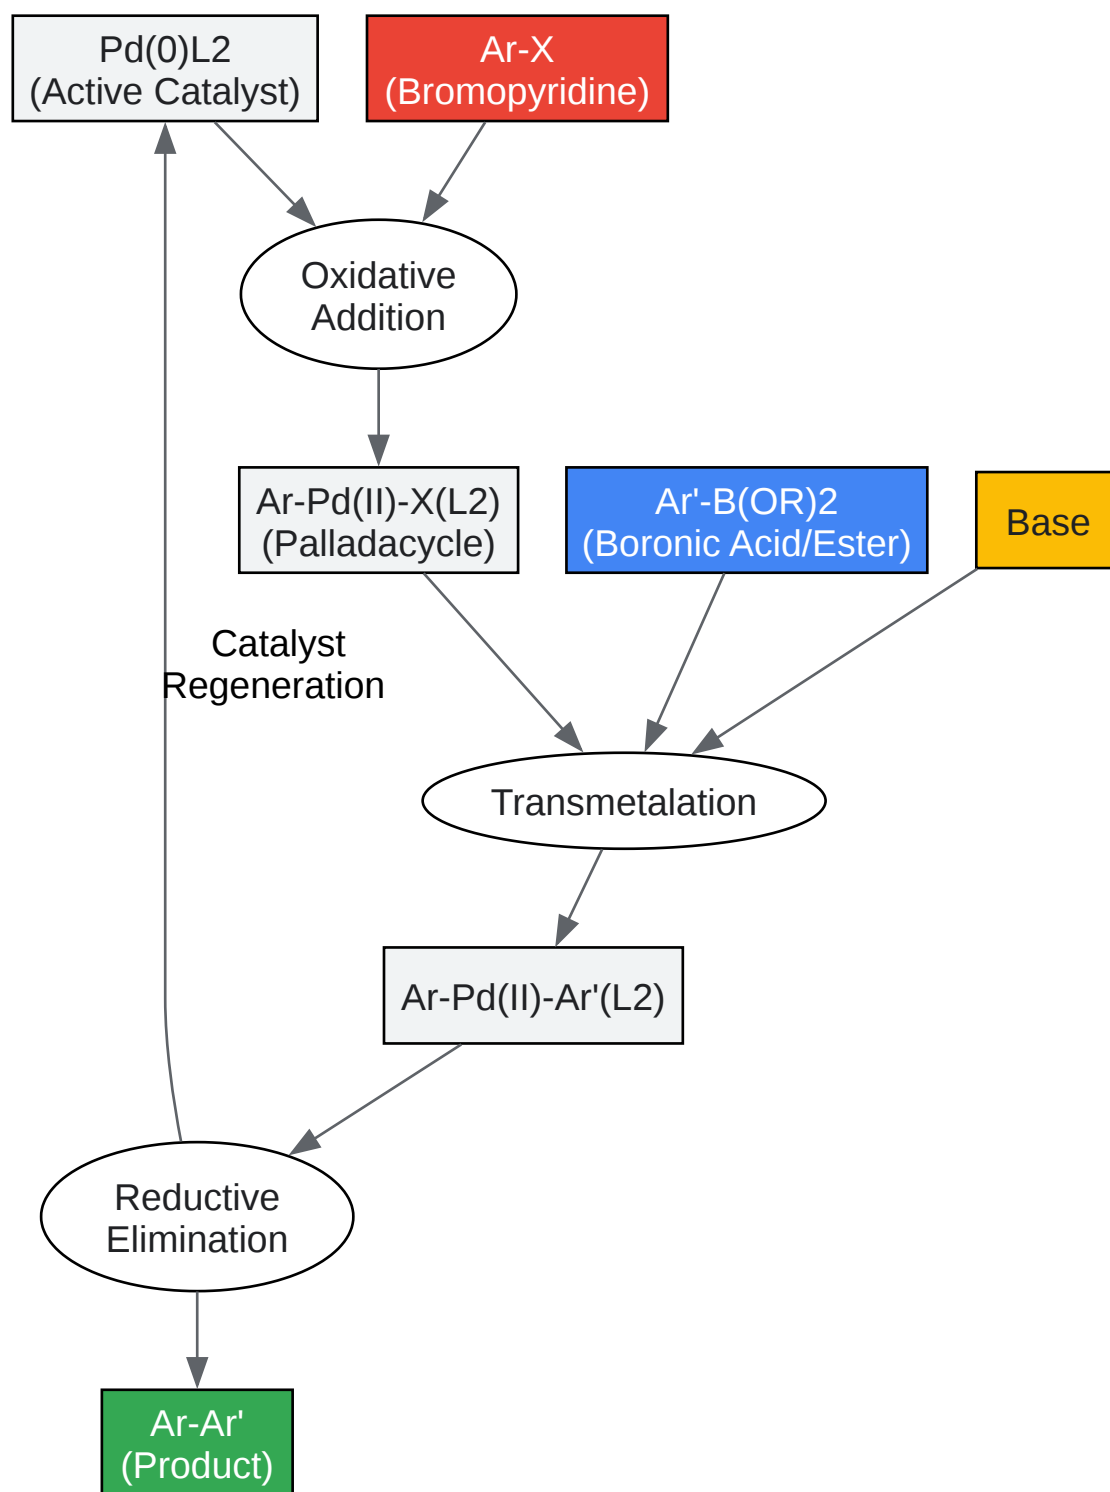 Pd(0)L2
(Active Catalyst)
Ar-X
(Bromopyridine)
Oxidative
Addition
Ar-Pd(II)-X(L2)
(Palladacycle)
Ar'-B(OR)2
(Boronic Acid/Ester)
Base
Catalyst
Regeneration
Transmetalation
Ar-Pd(II)-Ar'(L2)
Reductive
Elimination
Ar-Ar'
(Product)